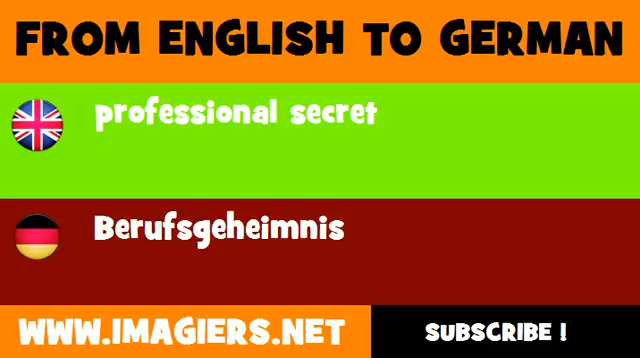 FROM ENGLISH TO GERMAN
professional secret
Berufsgeheimnis
WWW.IMAGIERS.NET
SUBSCRIBE !